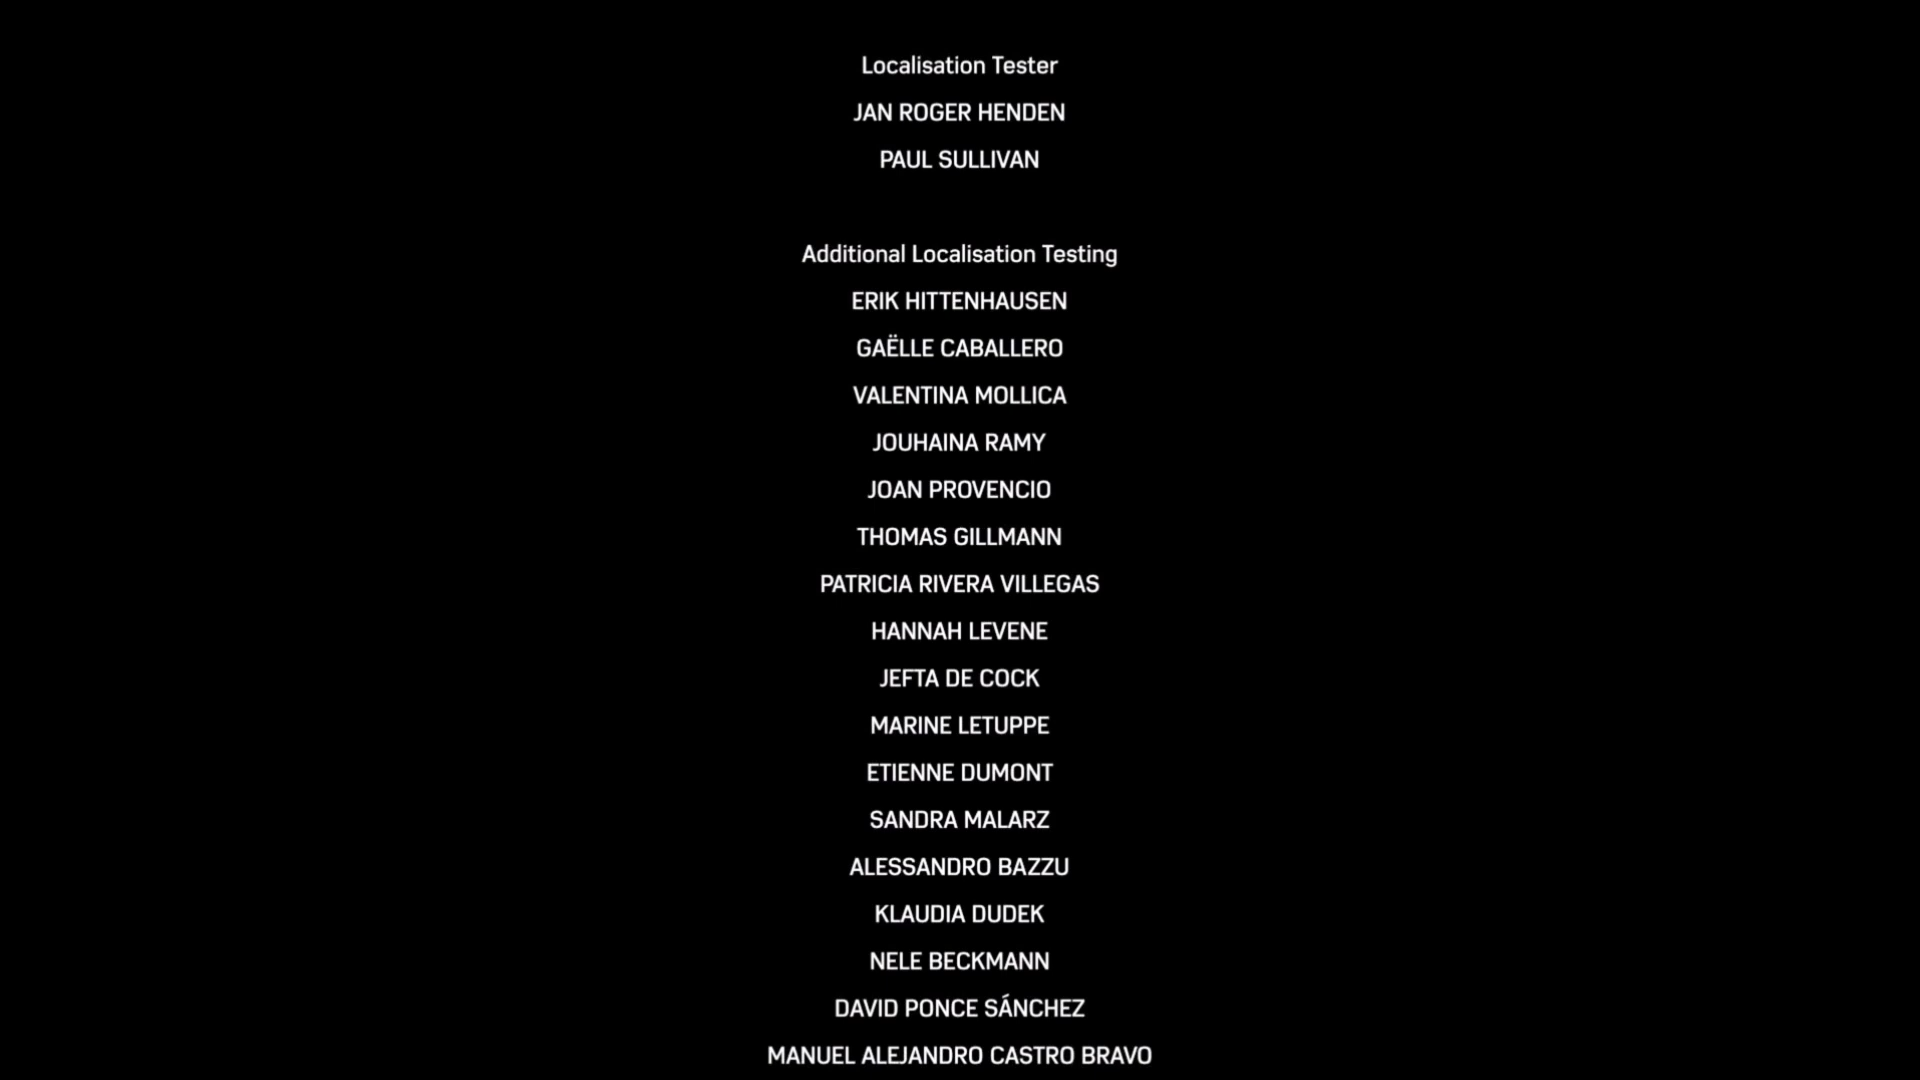 Localisation Tester
JAN ROGER HENDEN
PAUL SULLIVAN
Additional Localisation Testing
ERIK HITTENHAUSEN
GAËLLE CABALLERO
VALENTINA MOLLICA
JOUHAINA RAMY
JOAN PROVENCIO
THOMAS GILLMANN
PATRICIA RIVERA VILLEGAS
HANNAH LEVENE
JEFTA DE COCK
MARINE LETUPPE
ETIENNE DUMONT
SANDRA MALARZ
ALESSANDRO BAZZU
KLAUDIA DUDEK
NELE BECKMANN
DAVID PONCE SÁNCHEZ
MANUEL ALEJANDRO CASTRO BRAVO